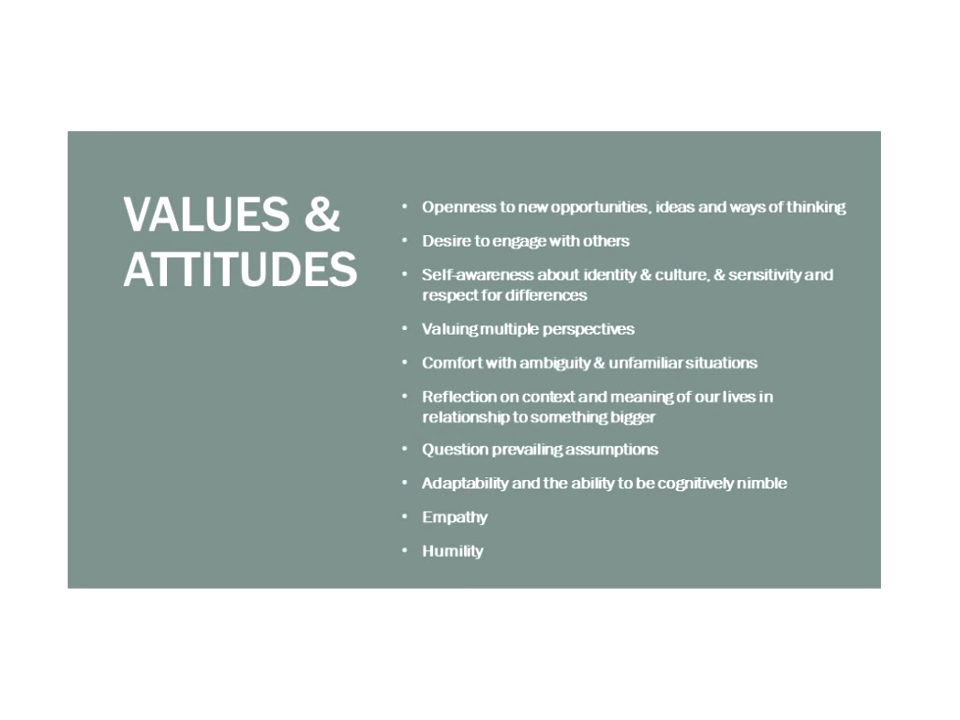 VALUES &
ATTITUDES
• Openness to new opportunities, ideas and ways of thinking
• Desire to engage with others
• Self-awareness about identity & culture, & sensitivity and
respect for differences
• Valuing multiple perspectives
• Comfort with ambiguity & unfamiliar situations
• Reflection on context and meaning of our lives in
relationship to something bigger
• Question prevailing assumptions
• Adaptability and the ability to be cognitively nimble
• Empathy
• Humility